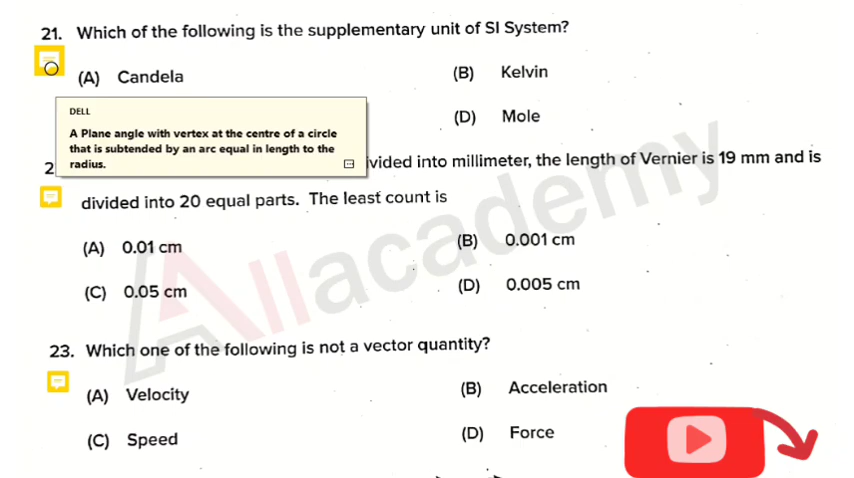 21. Which of the following is the supplementary unit of SI System?
(A) Candela
(B) Kelvin
(D) Mole
DELL
A Plane angle with vertex at the centre of a circle
that is subtended by an arc equal in length to the
radius.
2 ivided into millimeter, the length of Vernier is 19 mm and is
divided into 20 equal parts. The least count is
(A) 0.01 cm
(B) 0.001 cm
(C) 0.05 cm
(D) 0.005 cm
23. Which one of the following is not a vector quantity?
(A) Velocity
(B) Acceleration
(C) Speed
(D) Force
Allacademy